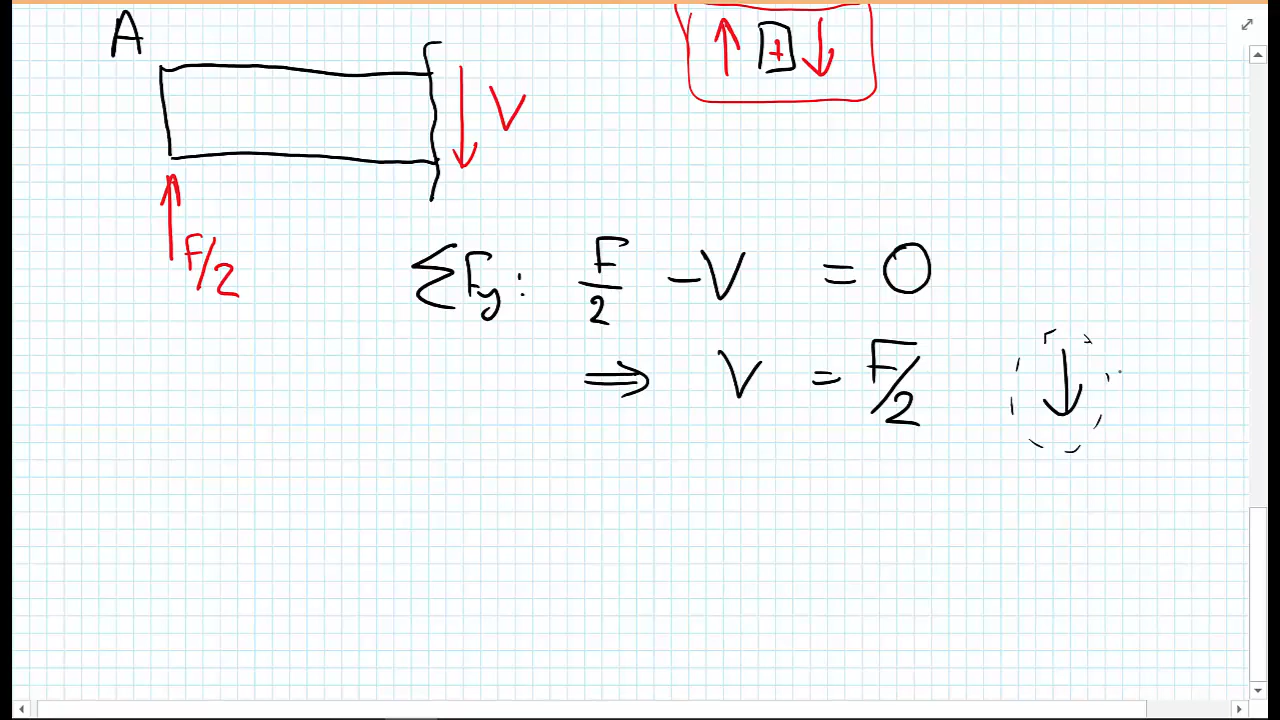 A
+
V
F/2
ΣFy: F/2 - V = 0
⇒ V = F/2 ↓